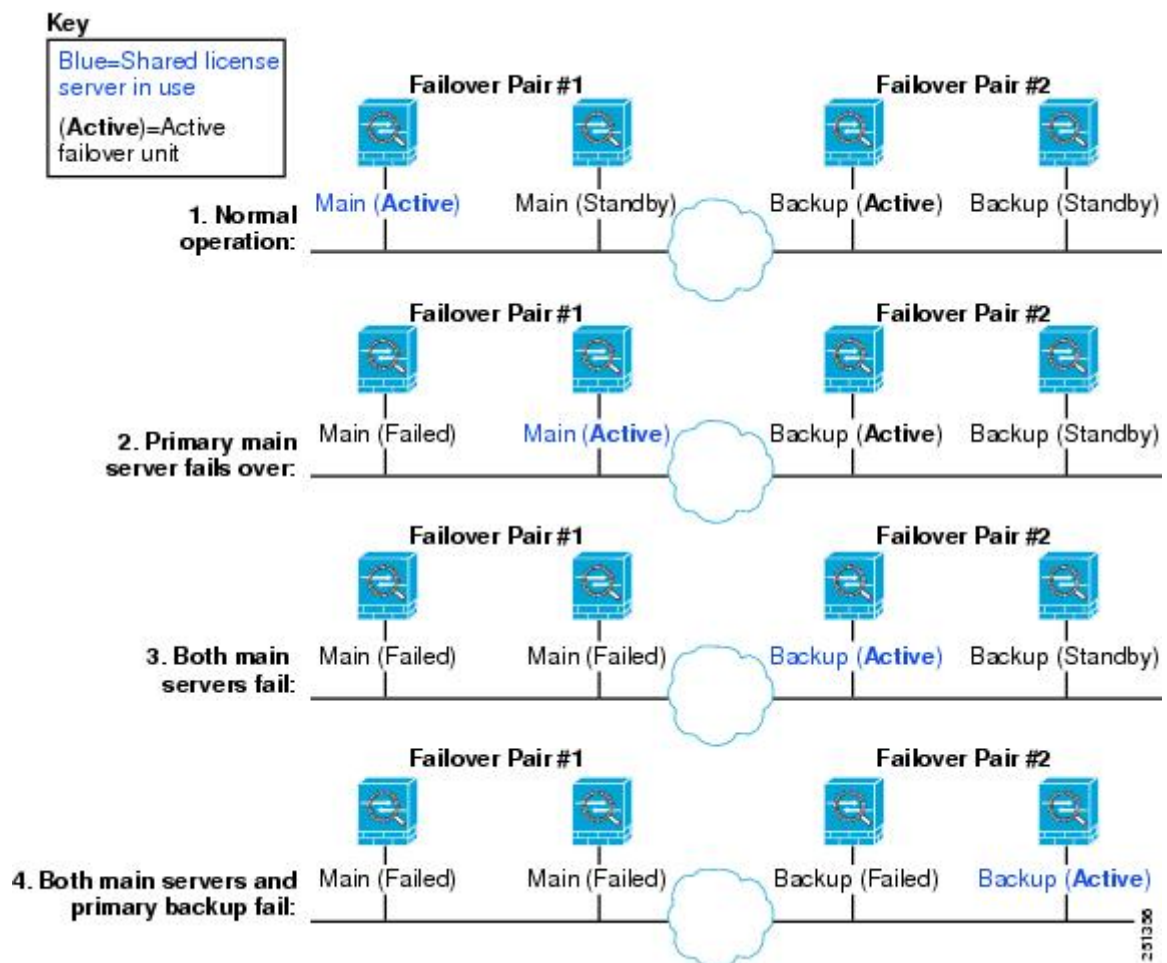 Key
Blue=Shared license
server in use
(Active)=Active
failover unit
Failover Pair #1
Failover Pair #2
1. Normal
operation:
Main (Active)
Main (Standby)
Backup (Active)
Backup (Standby)
Failover Pair #1
Failover Pair #2
2. Primary main
server fails over:
Main (Failed)
Main (Active)
Backup (Active)
Backup (Standby)
Failover Pair #1
Failover Pair #2
3. Both main
servers fail:
Main (Failed)
Main (Failed)
Backup (Active)
Backup (Standby)
Failover Pair #1
Failover Pair #2
4. Both main servers and
primary backup fail:
Main (Failed)
Main (Failed)
Backup (Failed)
Backup (Active)
251356